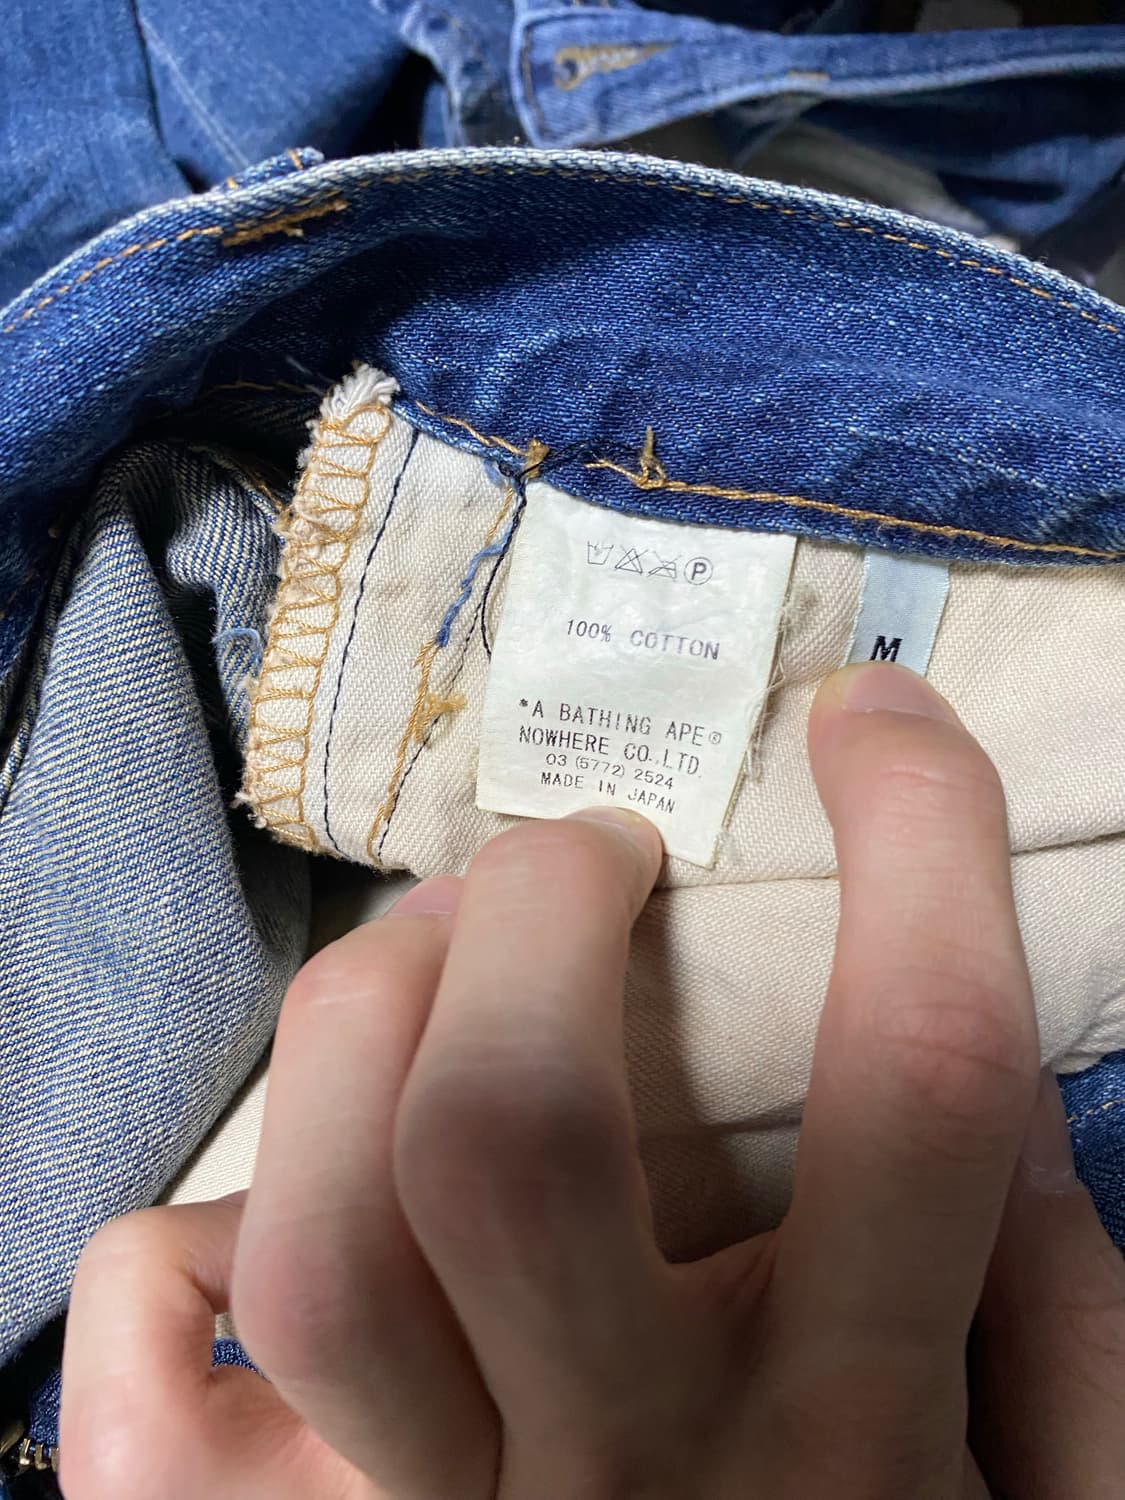 P
100% COTTON
*A BATHING APE®
NOWHERE CO.,LTD.
03 (5772) 2524
MADE IN JAPAN
M